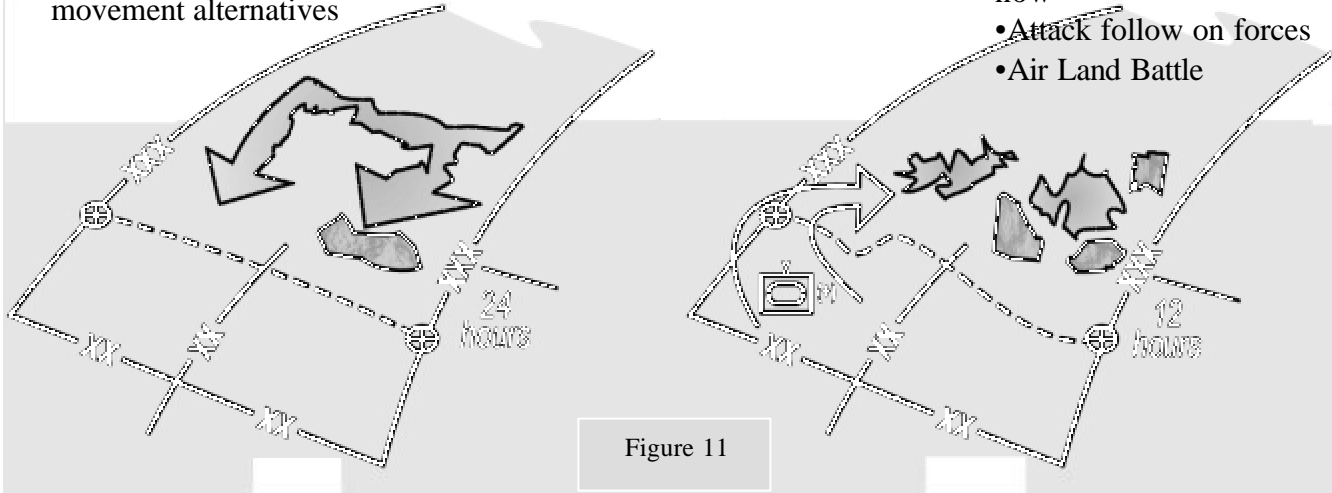 movement alternatives
•Attack follow on forces
•Air Land Battle
XXX
XXX
24
hours
XX
XX
XX
XXX
XXX
12
hours
XX
XX
XX
Figure 11